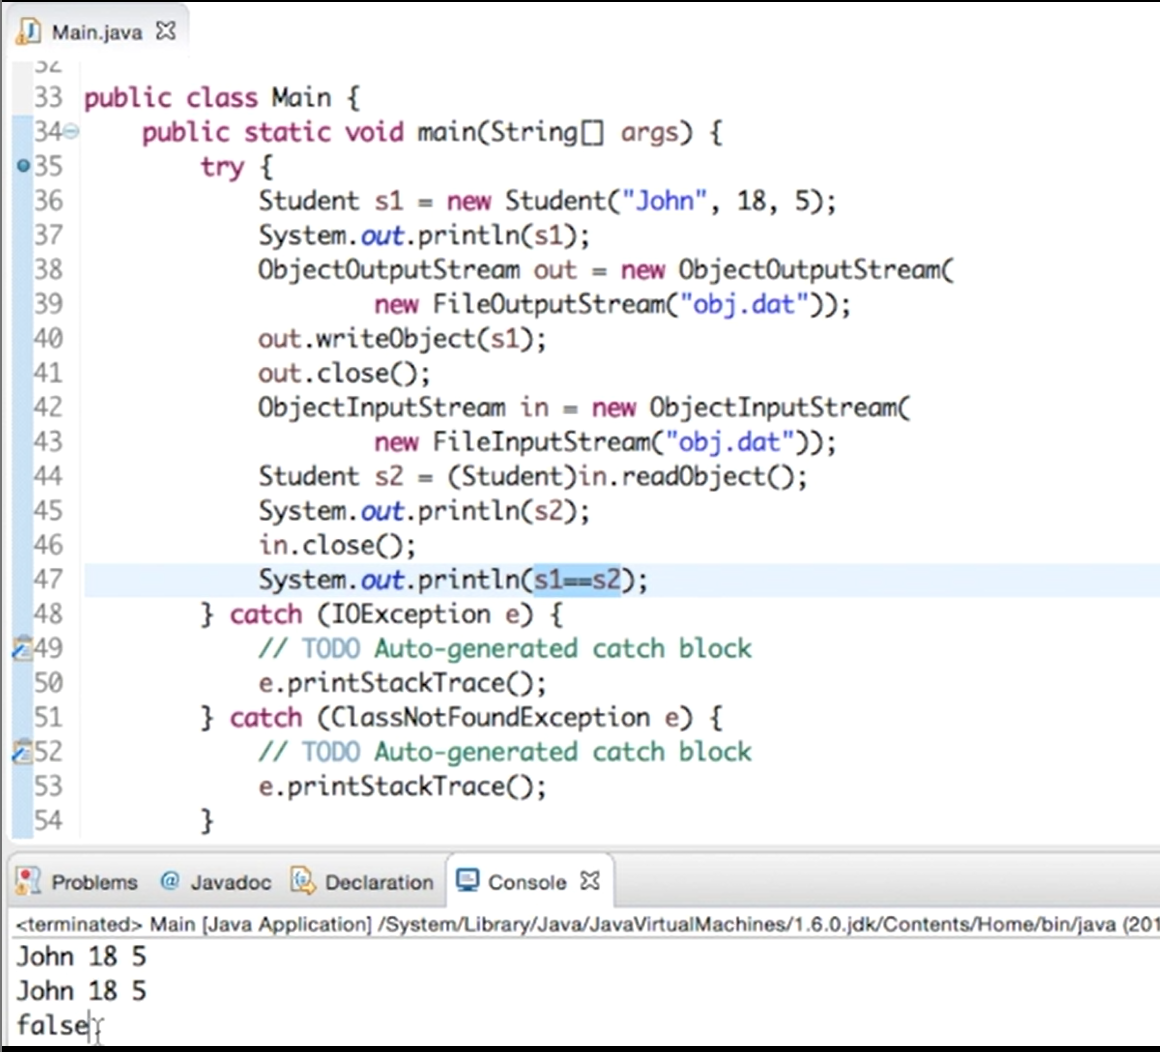 Main.java
32
33 public class Main {
34 public static void main(String[] args) {
35 try {
36 Student s1 = new Student("John", 18, 5);
37 System.out.println(s1);
38 ObjectOutputStream out = new ObjectOutputStream(
39 new FileOutputStream("obj.dat"));
40 out.writeObject(s1);
41 out.close();
42 ObjectInputStream in = new ObjectInputStream(
43 new FileInputStream("obj.dat"));
44 Student s2 = (Student)in.readObject();
45 System.out.println(s2);
46 in.close();
47 System.out.println(s1==s2);
48 } catch (IOException e) {
49 // TODO Auto-generated catch block
50 e.printStackTrace();
51 } catch (ClassNotFoundException e) {
52 // TODO Auto-generated catch block
53 e.printStackTrace();
54 }
Problems @ Javadoc Declaration Console
<terminated> Main [Java Application] /System/Library/Java/JavaVirtualMachines/1.6.0.jdk/Contents/Home/bin/java (201
John 18 5
John 18 5
false